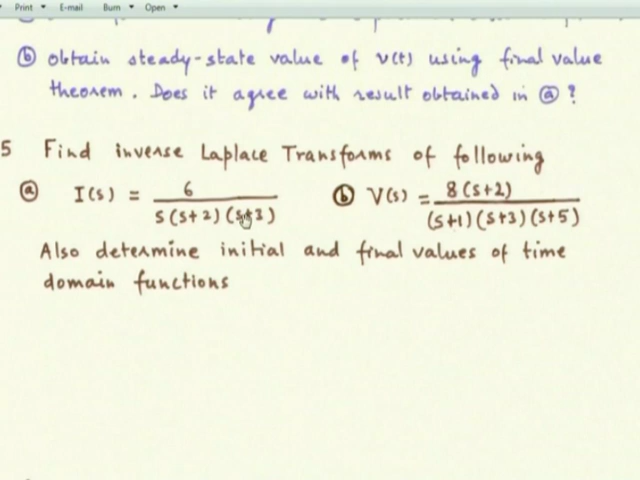 Print E-mail Burn Open
ⓑ obtain steady-state value of v(t) using final value
theorem. Does it agree with result obtained in ⓐ?
5 Find inverse Laplace Transforms of following
ⓐ I(s) = 6 / s(s+2)(s+3) ⓑ V(s) = 8(s+2) / (s+1)(s+3)(s+5)
Also determine initial and final values of time
domain functions